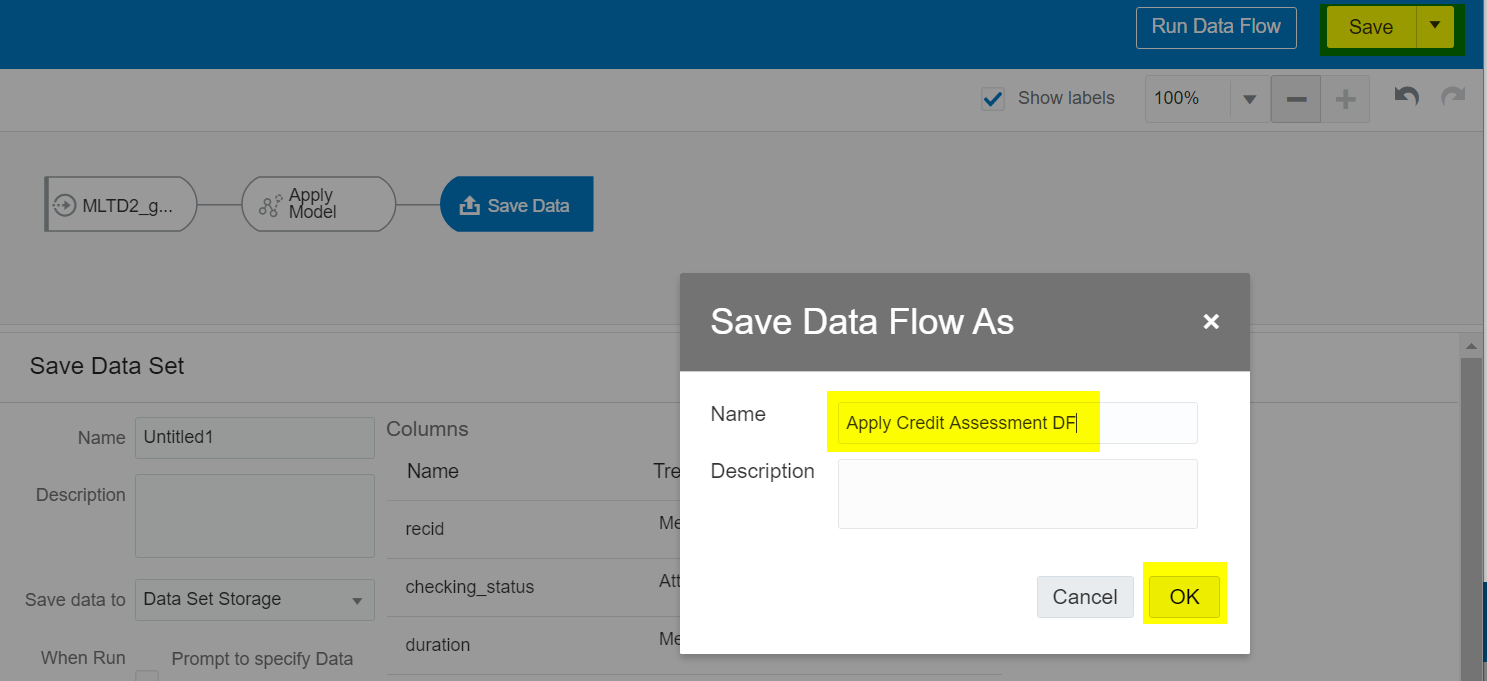 Run Data Flow
Save
Show labels
100%
MLTD2_g...
Apply
Model
Save Data
Save Data Flow As
Save Data Set
Name
Apply Credit Assessment DF
Name
Untitled1
Columns
Description
Name
Tre
Description
recid
Me
checking_status
Att
Save data to
Data Set Storage
Cancel
OK
duration
Me
When Run
Prompt to specify Data